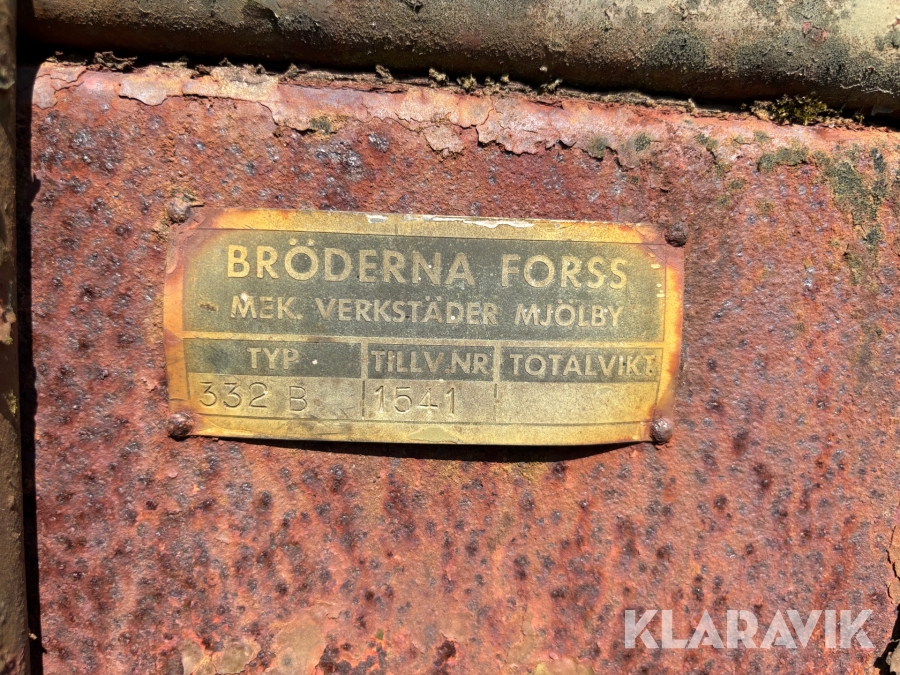 BRÖDERNA FORSS
MEK. VERKSTÄDER MJÖLBY
TYP TILLV.NR. TOTALVIKT
332 B 1541
KLARAVIK